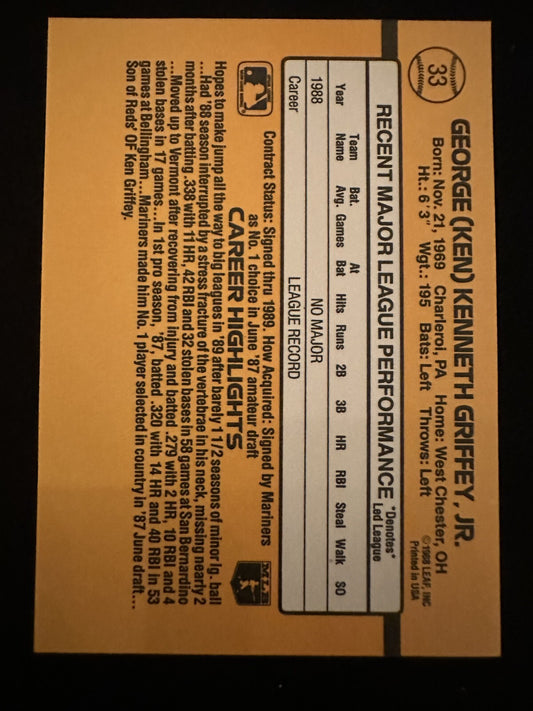 33
GEORGE (KEN) KENNETH GRIFFEY, JR.
Born: Nov. 21, 1969 Charleroi, PA Home: West Chester, OH
Ht.: 6'3" Wgt.: 195 Bats: Left Throws: Left
©1988 LEAF, INC.
Printed in USA
RECENT MAJOR LEAGUE PERFORMANCE
*Denotes*
Led League
Year Team Name Bat. Avg. Games At Bat Hits Runs 2B 3B HR RBI Steal Walk SO
1988 NO MAJOR
Career LEAGUE RECORD
Contract Status: Signed thru 1989. How Acquired: Signed by Mariners
as No. 1 choice in June '87 amateur draft
CAREER HIGHLIGHTS
MLB
Hopes to make jump all the way to big leagues in '89 after barely 1 1/2 seasons of minor lg. ball
...Had '88 season interrupted by a stress fracture of the vertebrae in his neck, missing nearly 2
months after batting .338 with 11 HR, 42 RBI and 32 stolen bases in 58 games at San Bernardino
...Moved up to Vermont after recovering from injury and batted .279 with 2 HR, 10 RBI and 4
stolen bases in 17 games...In 1st pro season, '87, batted .320 with 14 HR and 40 RBI in 53
games at Bellingham...Mariners made him No. 1 player selected in country in '87 June draft...
Son of Reds' OF Ken Griffey.